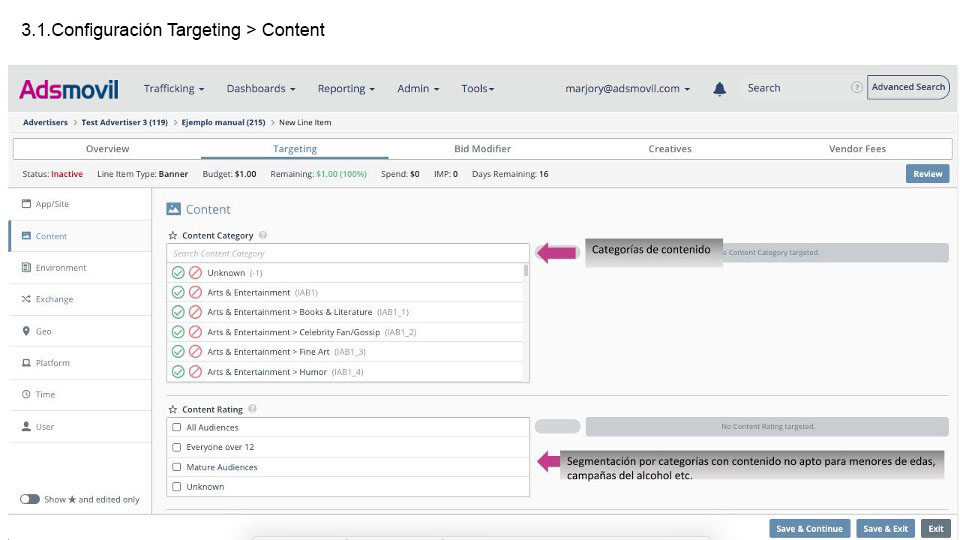 3.1.Configuración Targeting > Content
Adsmovil Trafficking Dashboards Reporting Admin Tools marjory@adsmovil.com Search ? Advanced Search
Advertisers > Test Advertiser 3 (119) > Ejemplo manual (215) > New Line Item
Overview Targeting Bid Modifier Creatives Vendor Fees
Status: Inactive Line Item Type: Banner Budget: $1.00 Remaining: $1.00 (100%) Spend: $0 IMP: 0 Days Remaining: 16 Review
App/Site
Content
Environment
Exchange
Geo
Platform
Time
User
Show ★ and edited only
Content
☆ Content Category ?
Search Content Category
Categorías de contenido
o Content Category targeted.
Unknown (-1)
Arts & Entertainment (IAB1)
Arts & Entertainment > Books & Literature (IAB1_1)
Arts & Entertainment > Celebrity Fan/Gossip (IAB1_2)
Arts & Entertainment > Fine Art (IAB1_3)
Arts & Entertainment > Humor (IAB1_4)
☆ Content Rating ?
All Audiences
No Content Rating targeted.
Everyone over 12
Mature Audiences
Unknown
Segmentación por categorías con contenido no apto para menores de edas,
campañas del alcohol etc.
Save & Continue Save & Exit Exit